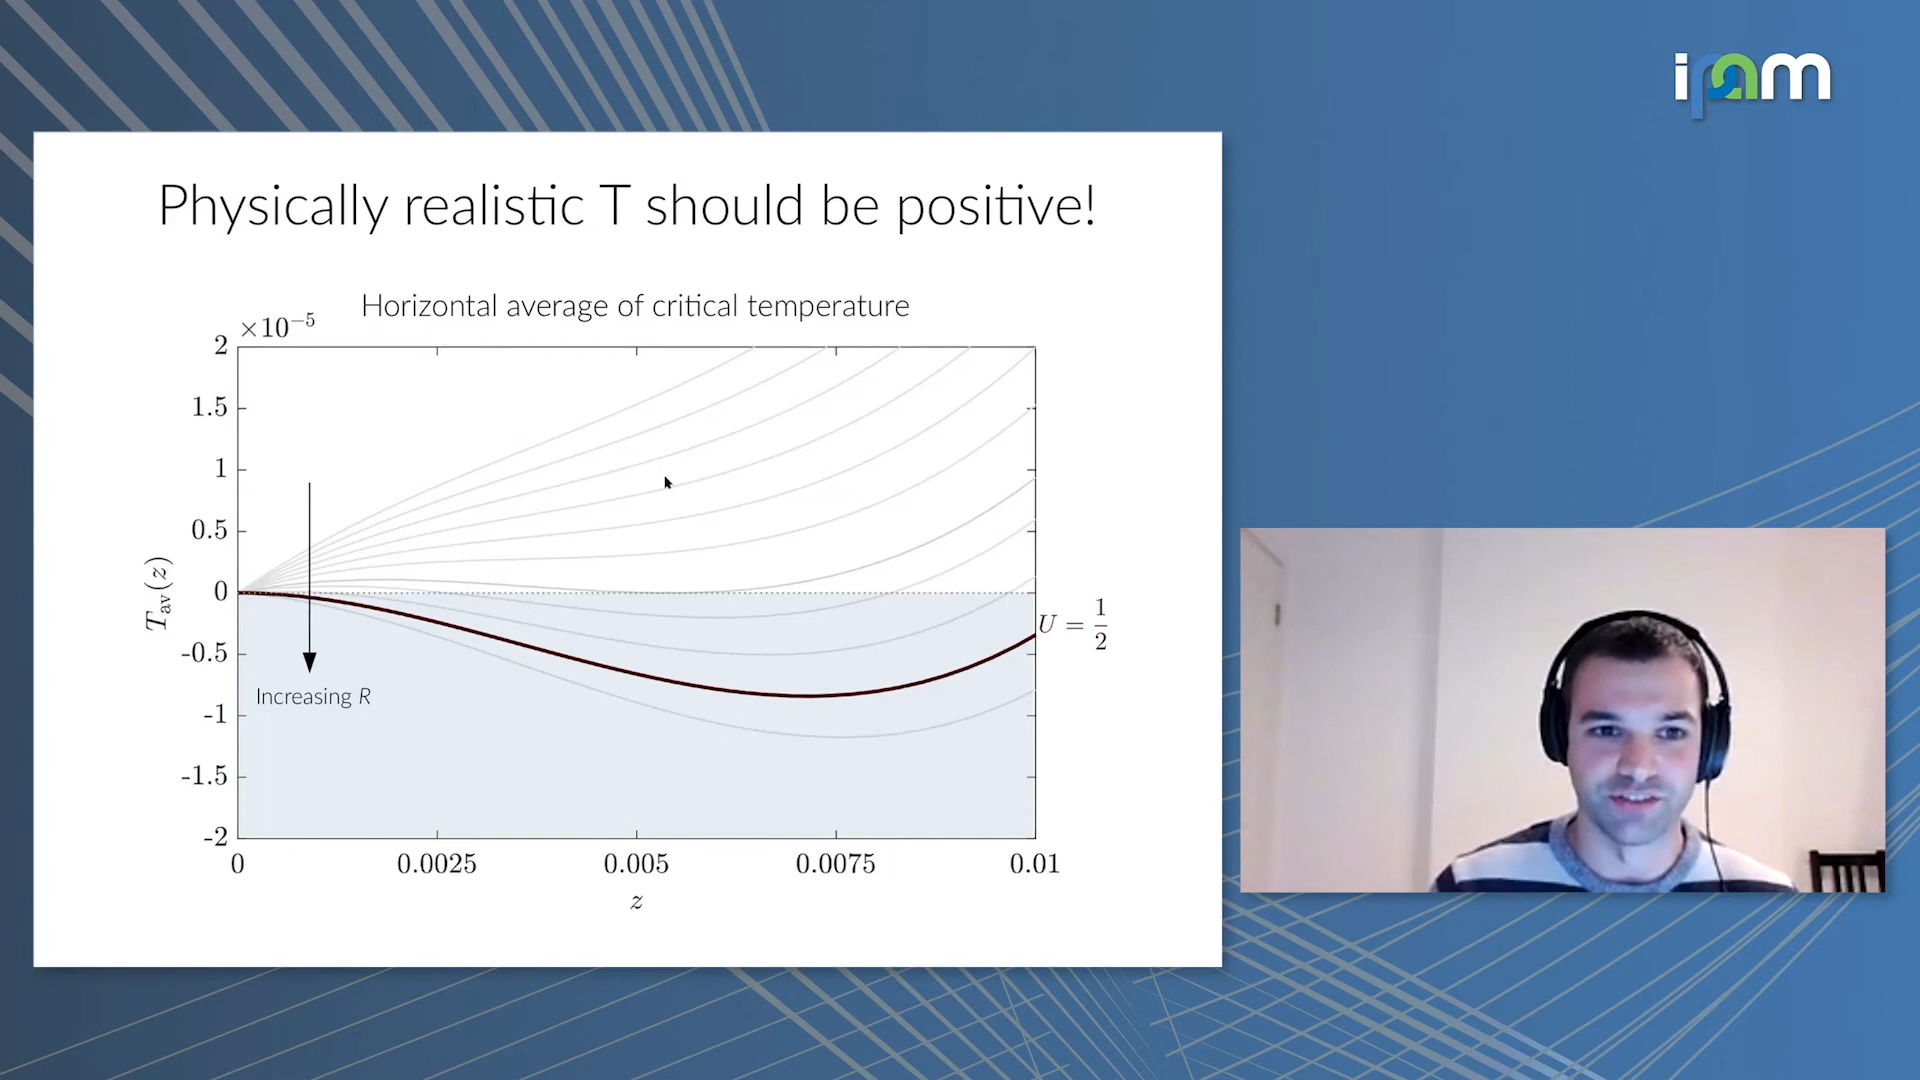 ipam
Physically realistic T should be positive!
Horizontal average of critical temperature
×10⁻⁵
2
1.5
1
0.5
0
-0.5
-1
-1.5
-2
T_av(z)
Increasing R
U = 1/2
0 0.0025 0.005 0.0075 0.01
z